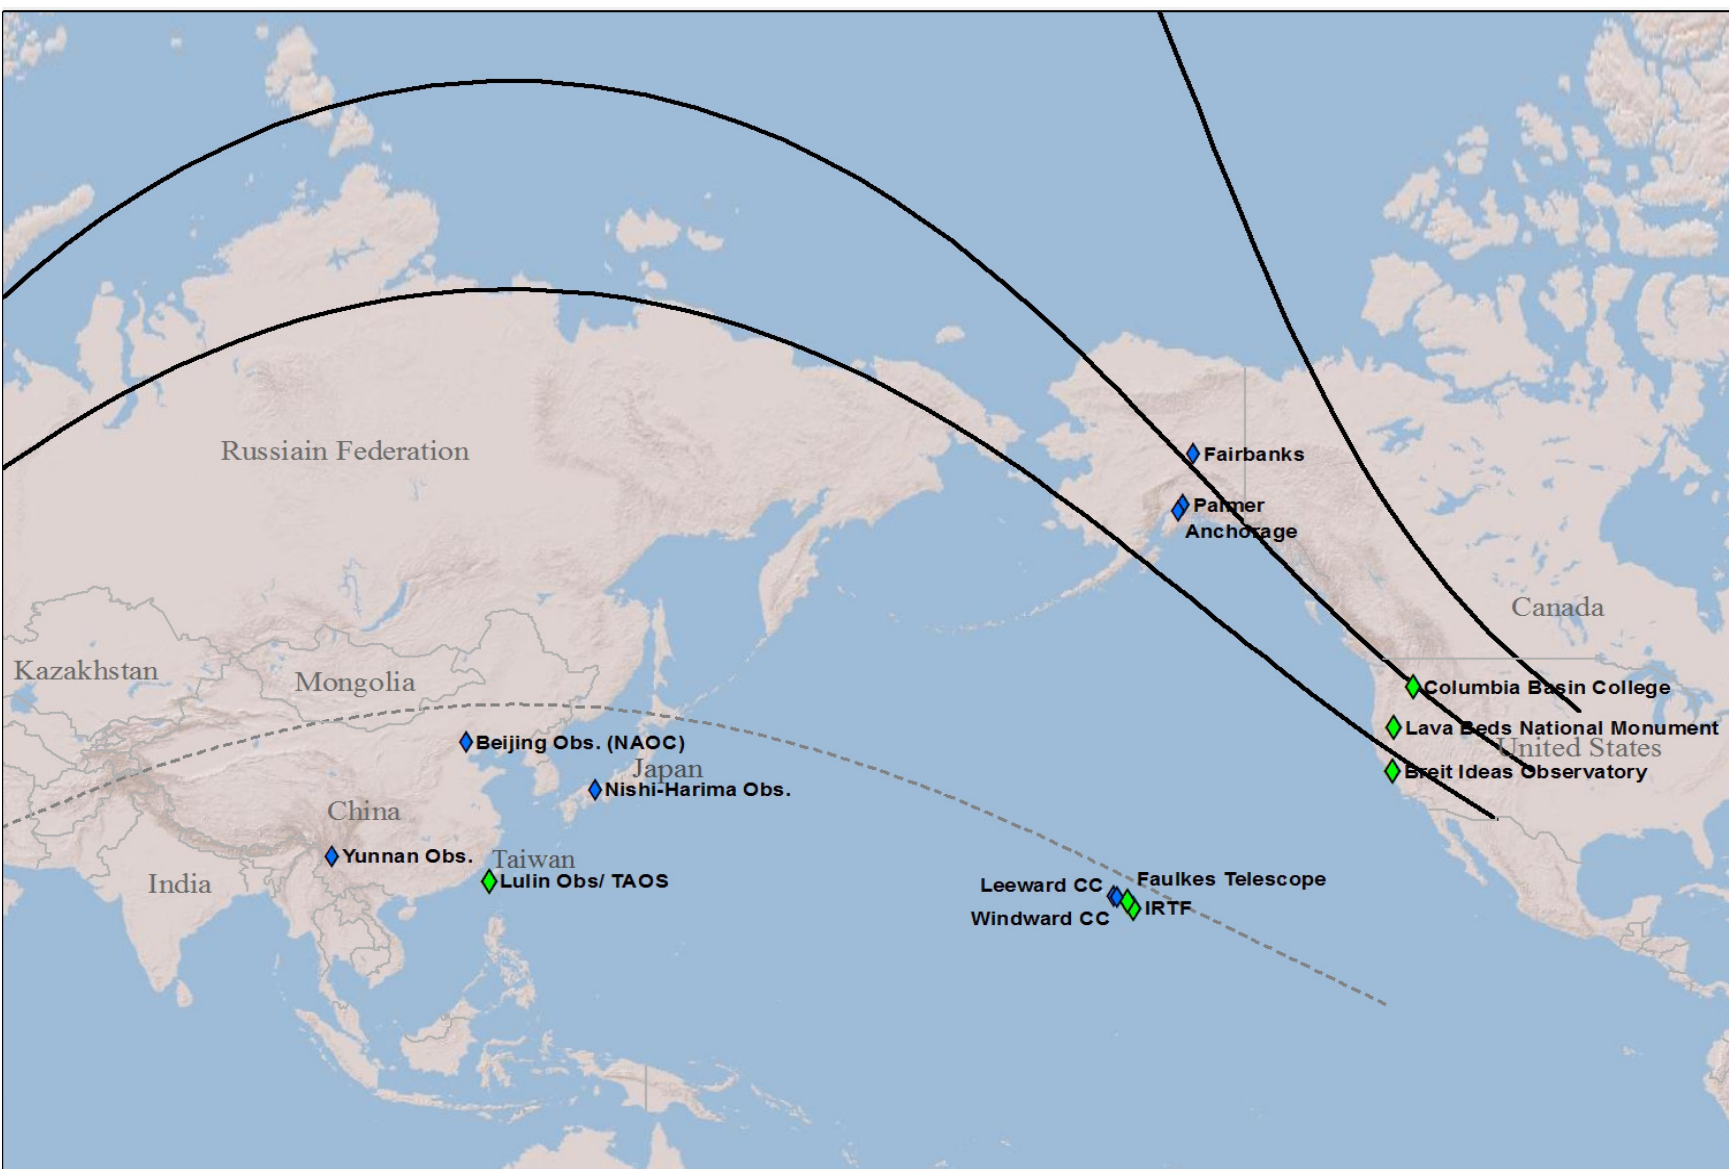 Russiain Federation
Fairbanks
Palmer
Anchorage
Canada
Kazakhstan
Mongolia
Columbia Basin College
Lava Beds National Monument
United States
Beijing Obs. (NAOC)
Japan
Breit Ideas Observatory
Nishi-Harima Obs.
China
Yunnan Obs.
Taiwan
India
Lulin Obs/ TAOS
Leeward CC
Faulkes Telescope
IRTF
Windward CC